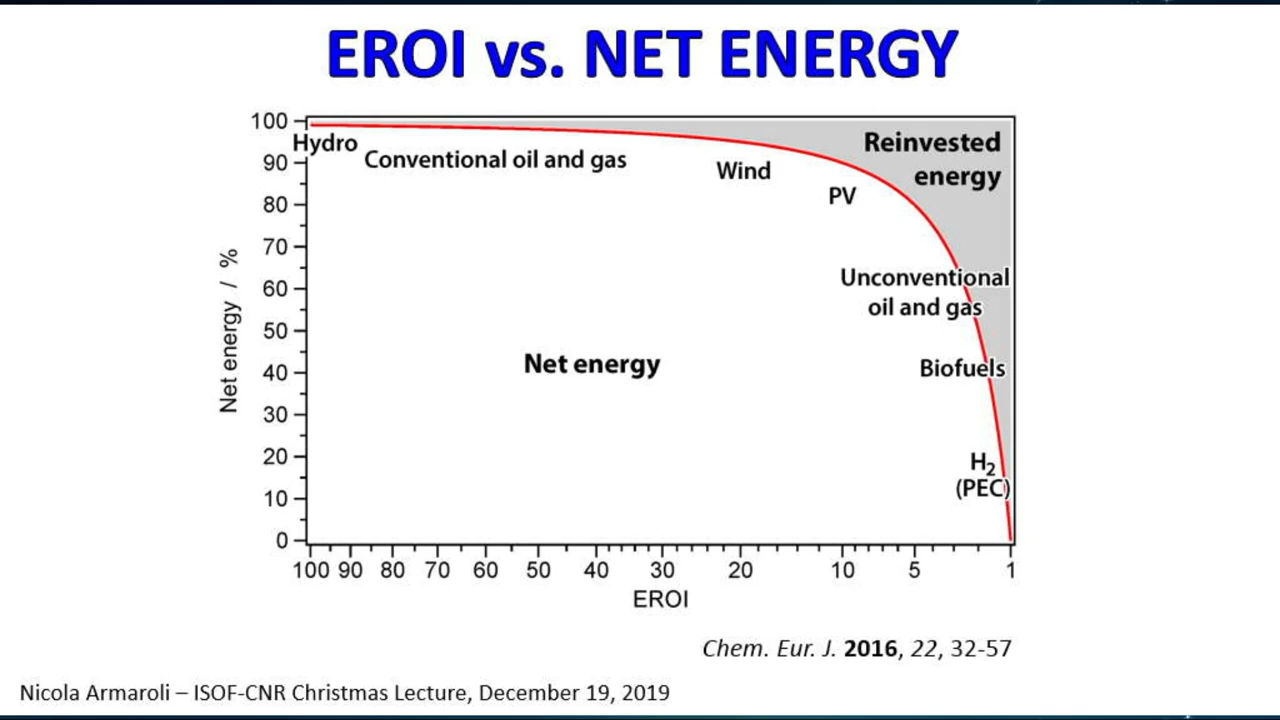 EROI vs. NET ENERGY
100
90
80
70
60
50
40
30
20
10
0
Net energy / %
Hydro
Conventional oil and gas
Wind
PV
Reinvested
energy
Unconventional
oil and gas
Net energy
Biofuels
H₂
(PEC)
100 90 80 70 60 50 40 30 20 10 5 1
EROI
Chem. Eur. J. 2016, 22, 32-57
Nicola Armaroli – ISOF-CNR Christmas Lecture, December 19, 2019